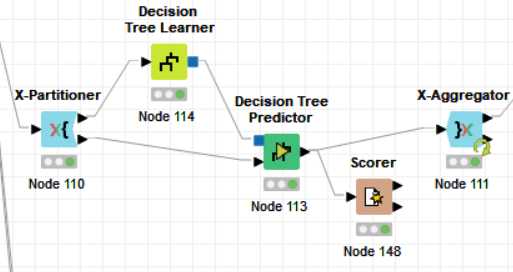 Decision
Tree Learner
Node 114
X-Partitioner
Node 110
Decision Tree
Predictor
Node 113
Scorer
Node 148
X-Aggregator
Node 111